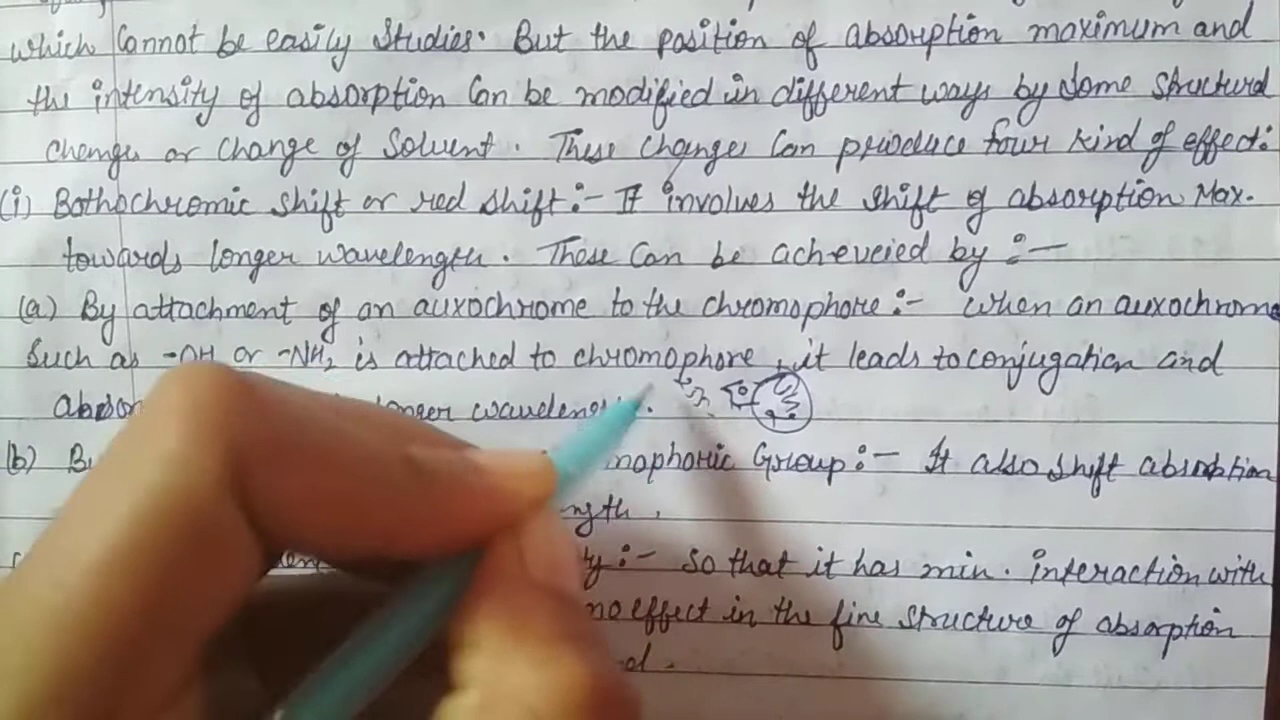 which Cannot be easily Studies. But the position of absorption maximum and
the intensity of absorption Can be modified in different ways by some Structurd
changes or change of Solvent. These Changes Can produce four kind of effect:
(i) Bathochromic shift or red shift:- It involves the shift of absorption Max.
towards longer wavelength. These Can be acheveied by :-
(a) By attachment of an auxochrome to the chromophore:- When an auxochrome
Such as -OH or -NH2 is attached to chromophore, it leads to conjugation and
longer
(b) Group:- It also shift absorption
y:- So that it has min. interaction with
no effect in the fine structure of absorption